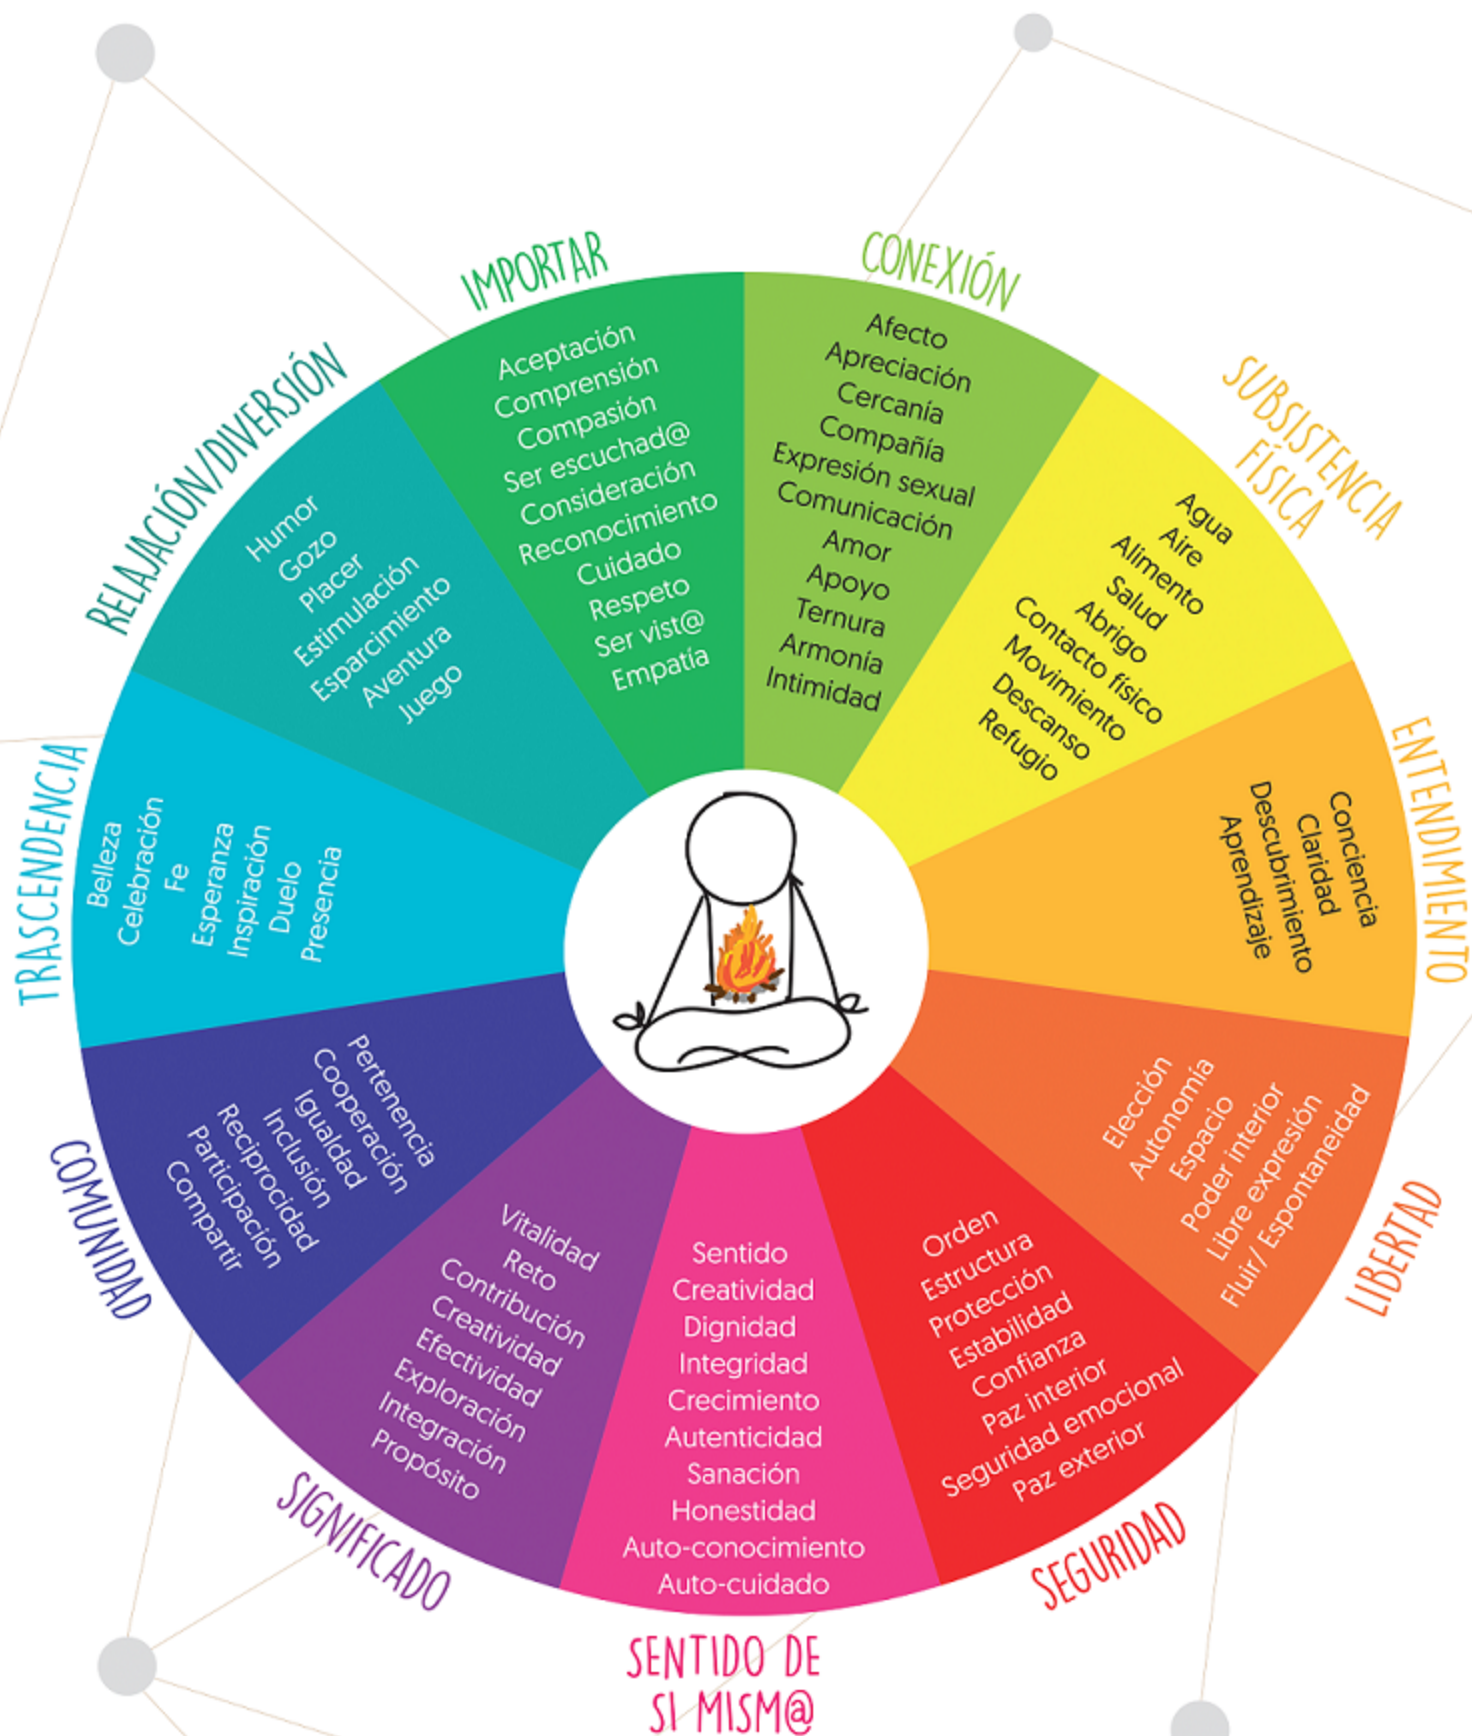 IMPORTAR
Aceptación
Comprensión
Compasión
Ser escuchad@
Consideración
Reconocimiento
Cuidado
Respeto
Ser vist@
Empatía
CONEXIÓN
Afecto
Apreciación
Cercanía
Compañía
Expresión sexual
Comunicación
Amor
Apoyo
Ternura
Armonía
Intimidad
SUBSISTENCIA
FÍSICA
Agua
Aire
Alimento
Salud
Abrigo
Contacto físico
Movimiento
Descanso
Refugio
ENTENDIMIENTO
Conciencia
Claridad
Descubrimiento
Aprendizaje
LIBERTAD
Elección
Autonomía
Espacio
Poder interior
Libre expresión
Fluir/ Espontaneidad
SEGURIDAD
Orden
Estructura
Protección
Estabilidad
Confianza
Paz interior
Seguridad emocional
Paz exterior
Sentido
Creatividad
Dignidad
Integridad
Crecimiento
Autenticidad
Sanación
Honestidad
Auto-conocimiento
Auto-cuidado
SENTIDO DE
SI MISM@
SIGNIFICADO
Vitalidad
Reto
Contribución
Creatividad
Efectividad
Exploración
Integración
Propósito
COMUNIDAD
Pertenencia
Cooperación
Igualdad
Inclusión
Reciprocidad
Participación
Compartir
TRASCENDENCIA
Belleza
Celebración
Fe
Esperanza
Inspiración
Duelo
Presencia
RELAJACIÓN/DIVERSIÓN
Humor
Gozo
Placer
Estimulación
Esparcimiento
Aventura
Juego